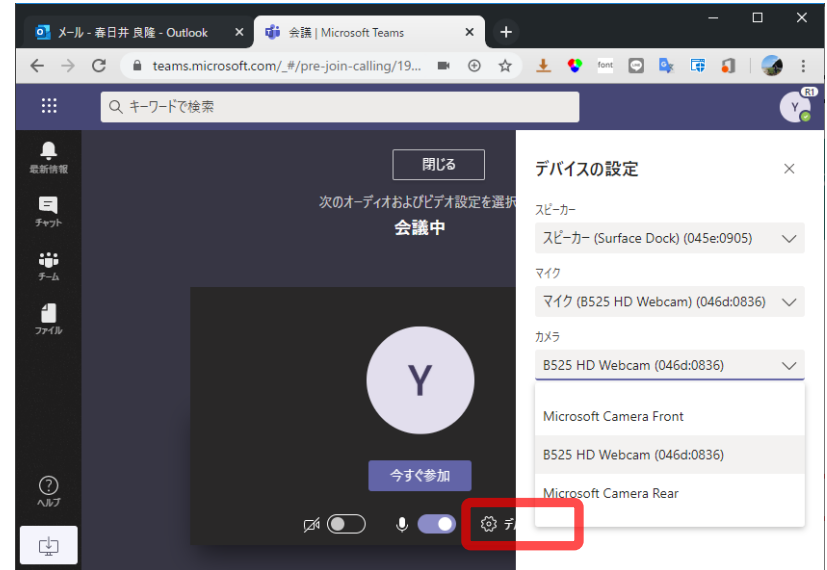 メール - 春日井 良隆 - Outlook
会議 | Microsoft Teams
teams.microsoft.com/_#/pre-join-calling/19...
font
キーワードで検索
R1
Y
最新情報
チャット
チーム
ファイル
ヘルプ
閉じる
次のオーディオおよびビデオ設定を選択
会議中
Y
今すぐ参加
デバイスの設定
スピーカー
スピーカー (Surface Dock) (045e:0905)
マイク
マイク (B525 HD Webcam) (046d:0836)
カメラ
B525 HD Webcam (046d:0836)
Microsoft Camera Front
B525 HD Webcam (046d:0836)
Microsoft Camera Rear